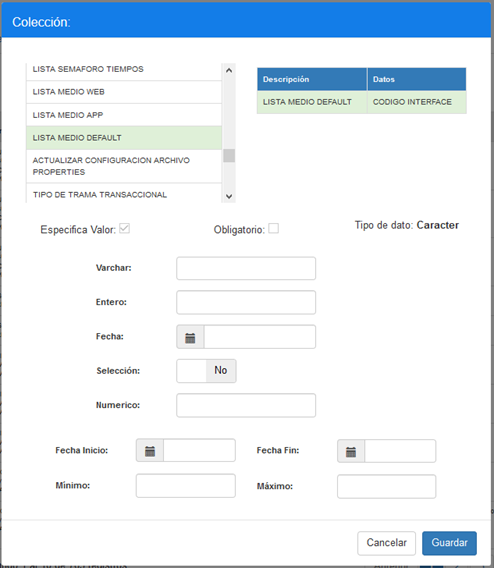 Colección:
LISTA SEMAFORO TIEMPOS
LISTA MEDIO WEB
LISTA MEDIO APP
LISTA MEDIO DEFAULT
ACTUALIZAR CONFIGURACION ARCHIVO
PROPERTIES
TIPO DE TRAMA TRANSACCIONAL
Descripción Datos
LISTA MEDIO DEFAULT CODIGO INTERFACE
Especifica Valor: Obligatorio: Tipo de dato: Caracter
Varchar:
Entero:
Fecha:
Selección: No
Numerico:
Fecha Inicio: Fecha Fin:
Mínimo: Máximo:
Cancelar Guardar